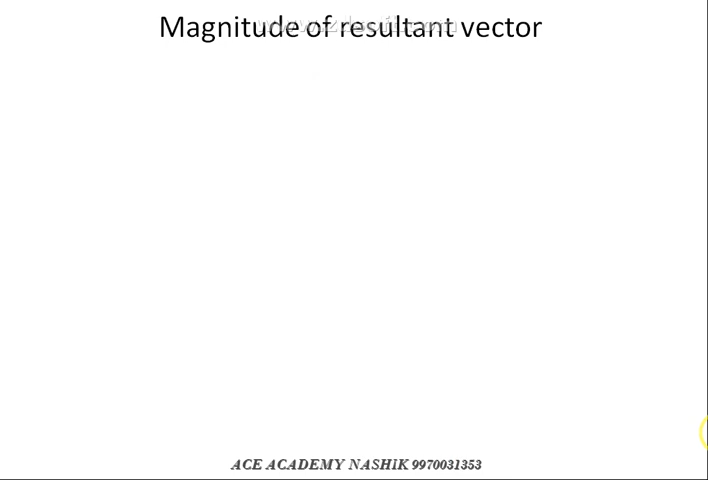 Magnitude of resultant vector
ACE ACADEMY NASHIK 9970031353